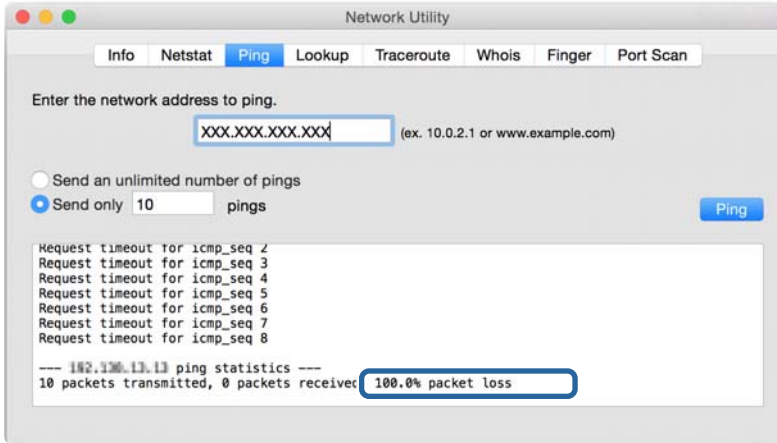 Network Utility
Info Netstat Ping Lookup Traceroute Whois Finger Port Scan
Enter the network address to ping.
XXX.XXX.XXX.XXX (ex. 10.0.2.1 or www.example.com)
Send an unlimited number of pings
Send only 10 pings
Ping
Request timeout for icmp_seq 2
Request timeout for icmp_seq 3
Request timeout for icmp_seq 4
Request timeout for icmp_seq 5
Request timeout for icmp_seq 6
Request timeout for icmp_seq 7
Request timeout for icmp_seq 8
--- ping statistics ---
10 packets transmitted, 0 packets received 100.0% packet loss